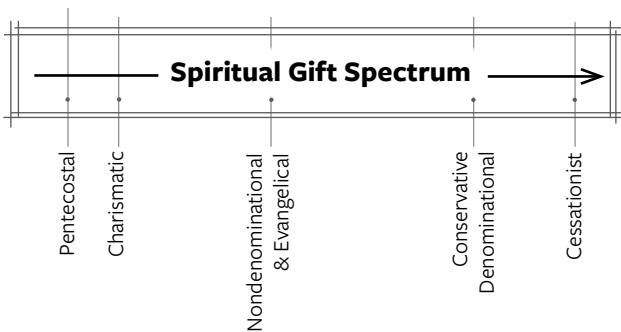 Spiritual Gift Spectrum
Pentecostal
Charismatic
Nondenominational
& Evangelical
Conservative
Denominational
Cessationist